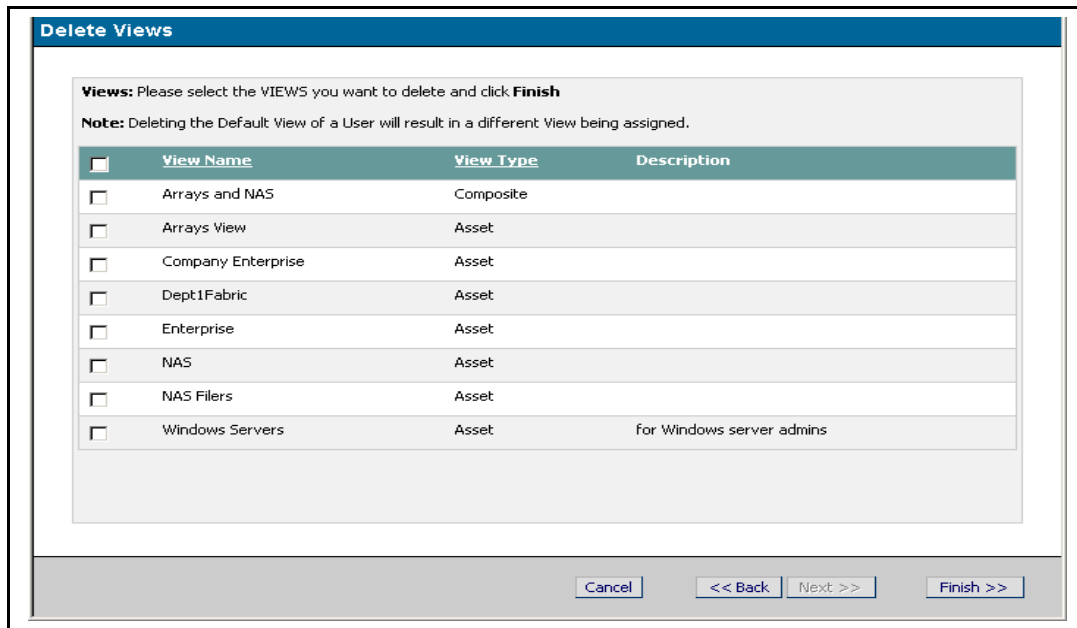 Delete Views
Views: Please select the VIEWS you want to delete and click Finish
Note: Deleting the Default View of a User will result in a different View being assigned.
View Name View Type Description
Arrays and NAS Composite
Arrays View Asset
Company Enterprise Asset
Dept1Fabric Asset
Enterprise Asset
NAS Asset
NAS Filers Asset
Windows Servers Asset for Windows server admins
Cancel << Back Next >> Finish >>